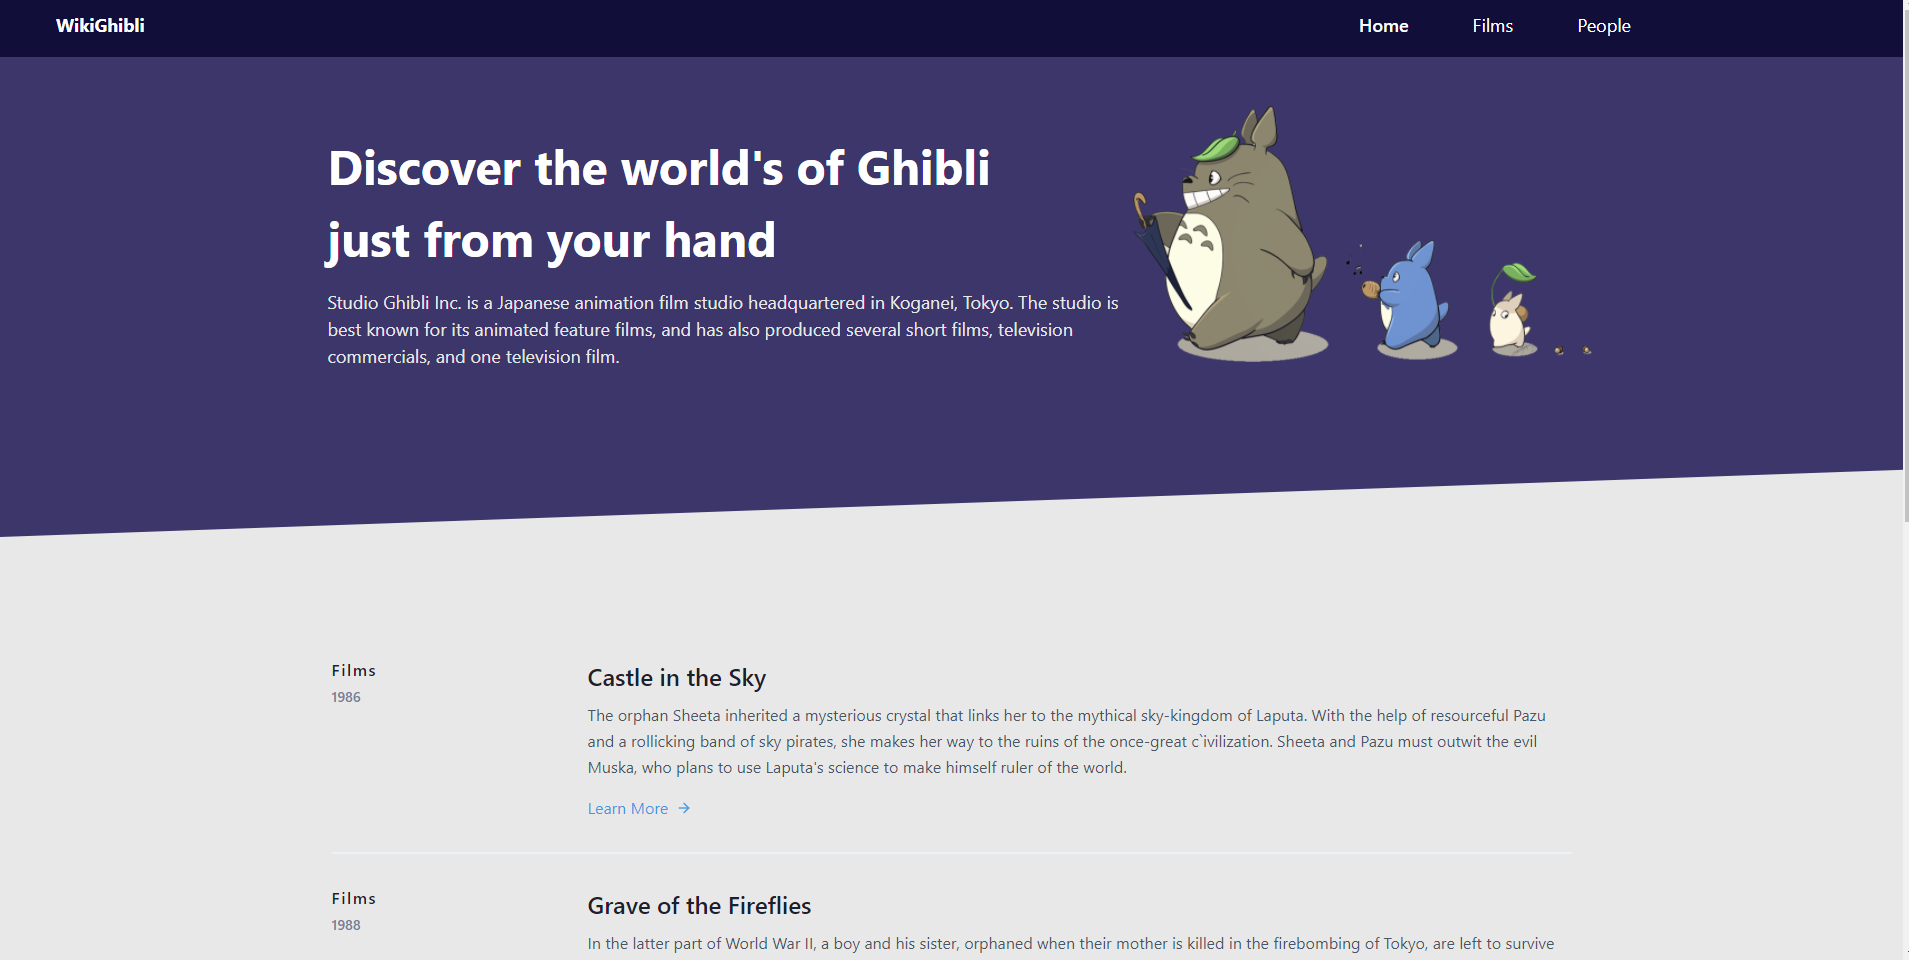 WikiGhibli
Home
Films
People
Discover the world's of Ghibli
just from your hand
Studio Ghibli Inc. is a Japanese animation film studio headquartered in Koganei, Tokyo. The studio is
best known for its animated feature films, and has also produced several short films, television
commercials, and one television film.
Films
1986
Castle in the Sky
The orphan Sheeta inherited a mysterious crystal that links her to the mythical sky-kingdom of Laputa. With the help of resourceful Pazu
and a rollicking band of sky pirates, she makes her way to the ruins of the once-great c`ivilization. Sheeta and Pazu must outwit the evil
Muska, who plans to use Laputa's science to make himself ruler of the world.
Learn More →
Films
1988
Grave of the Fireflies
In the latter part of World War II, a boy and his sister, orphaned when their mother is killed in the firebombing of Tokyo, are left to survive